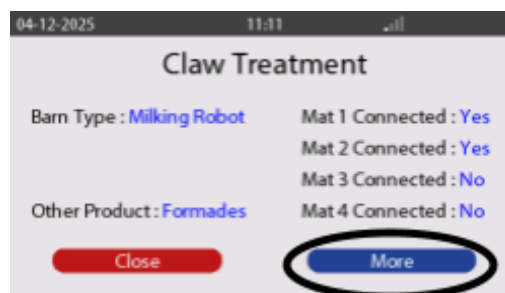 04-12-2025 11:11
Claw Treatment
Barn Type : Milking Robot
Mat 1 Connected : Yes
Mat 2 Connected : Yes
Mat 3 Connected : No
Other Product : Formades
Mat 4 Connected : No
Close
More